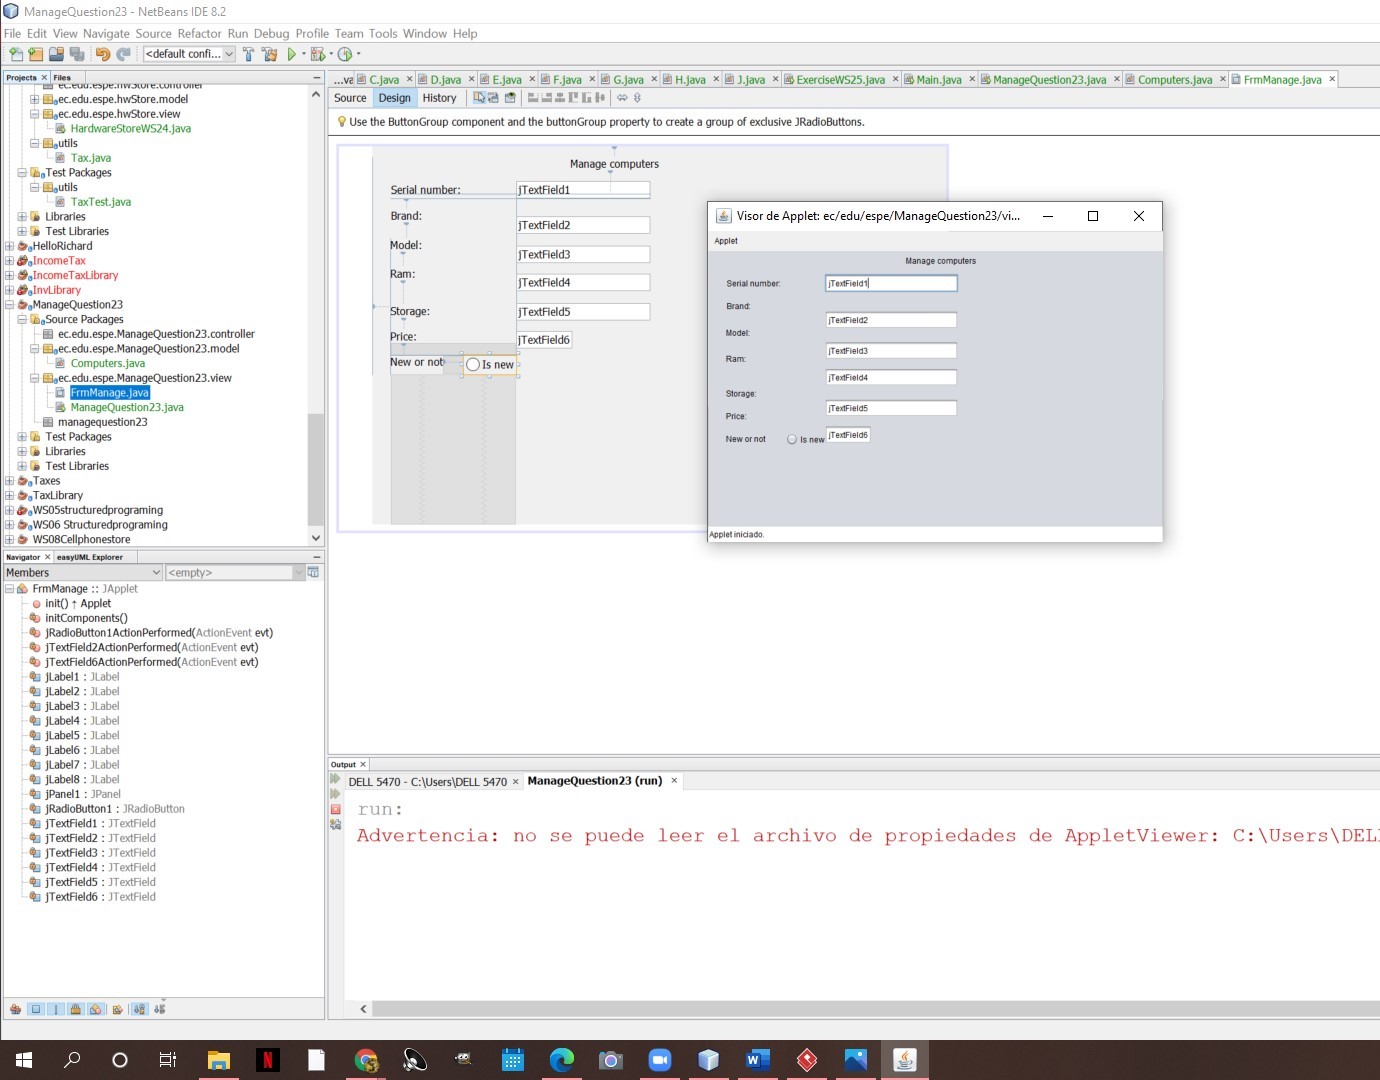 ManageQuestion23 - NetBeans IDE 8.2
File Edit View Navigate Source Refactor Run Debug Profile Team Tools Window Help
<default confi...
Projects Files
ec.edu.espe.hwStore.controller
ec.edu.espe.hwStore.model
ec.edu.espe.hwStore.view
HardwareStoreWS24.java
utils
Tax.java
Test Packages
utils
TaxTest.java
Libraries
Test Libraries
HelloRichard
IncomeTax
IncomeTaxLibrary
InvLibrary
ManageQuestion23
Source Packages
ec.edu.espe.ManageQuestion23.controller
ec.edu.espe.ManageQuestion23.model
Computers.java
ec.edu.espe.ManageQuestion23.view
FrmManage.java
ManageQuestion23.java
managequestion23
Test Packages
Libraries
Test Libraries
Taxes
TaxLibrary
WS05structuredprograming
WS06 Structuredprograming
WS08Cellphonestore
Navigator easyUML Explorer
Members <empty>
FrmManage :: JApplet
init() ↑ Applet
initComponents()
jRadioButton1ActionPerformed(ActionEvent evt)
jTextField2ActionPerformed(ActionEvent evt)
jTextField6ActionPerformed(ActionEvent evt)
jLabel1 : JLabel
jLabel2 : JLabel
jLabel3 : JLabel
jLabel4 : JLabel
jLabel5 : JLabel
jLabel6 : JLabel
jLabel7 : JLabel
jLabel8 : JLabel
jPanel1 : JPanel
jRadioButton1 : JRadioButton
jTextField1 : JTextField
jTextField2 : JTextField
jTextField3 : JTextField
jTextField4 : JTextField
jTextField5 : JTextField
jTextField6 : JTextField
...va C.java D.java E.java F.java G.java H.java J.java ExerciseWS25.java Main.java ManageQuestion23.java Computers.java FrmManage.java
Source Design History
Use the ButtonGroup component and the buttonGroup property to create a group of exclusive JRadioButtons.
Manage computers
Serial number: jTextField1
Brand: jTextField2
Model: jTextField3
Ram: jTextField4
Storage: jTextField5
Price: jTextField6
New or not Is new
Visor de Applet: ec/edu/espe/ManageQuestion23/vi...
Applet
Manage computers
Serial number: jTextField1
Brand:
jTextField2
Model:
jTextField3
Ram:
jTextField4
Storage:
jTextField5
Price:
New or not Is new jTextField6
Applet iniciado.
Output
DELL 5470 - C:\Users\DELL 5470 ManageQuestion23 (run)
run:
Advertencia: no se puede leer el archivo de propiedades de AppletViewer: C:\Users\DELL